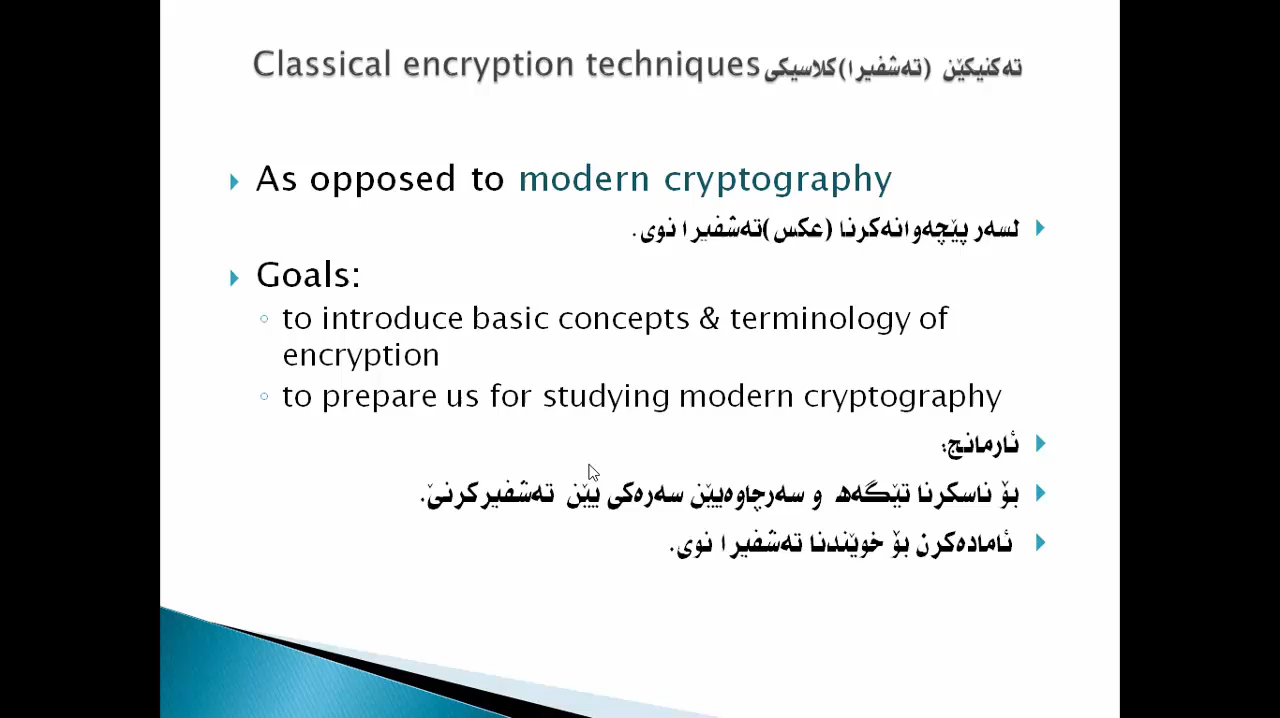 Classical encryption techniques تەکنیکێن (تەشفیرا)کلاسیکی
As opposed to modern cryptography
لسەر پێچەوانەکرنا (عکس)تەشفیرا نوی.
Goals:
to introduce basic concepts & terminology of
encryption
to prepare us for studying modern cryptography
ئارمانج:
بۆ ناسکرنا تێگەھ و سەرچاوەیێن سەرەکی یێن تەشفیرکرنێ.
ئامادەکرن بۆ خوێندنا تەشفیرا نوی.